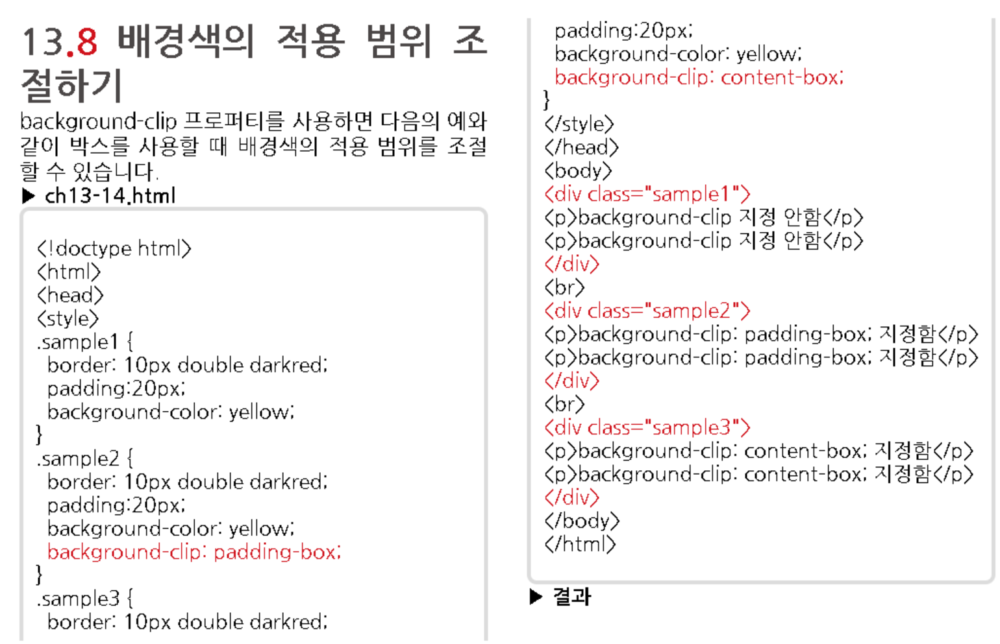 13.8 배경색의 적용 범위 조
절하기
background-clip 프로퍼티를 사용하면 다음의 예와
같이 박스를 사용할 때 배경색의 적용 범위를 조절
할 수 있습니다.
▶ ch13-14.html
<!doctype html>
<html>
<head>
<style>
.sample1 {
border: 10px double darkred;
padding:20px;
background-color: yellow;
}
.sample2 {
border: 10px double darkred;
padding:20px;
background-color: yellow;
background-clip: padding-box;
}
.sample3 {
border: 10px double darkred;
padding:20px;
background-color: yellow;
background-clip: content-box;
}
</style>
</head>
<body>
<div class="sample1">
<p>background-clip 지정 안함</p>
<p>background-clip 지정 안함</p>
</div>
<br>
<div class="sample2">
<p>background-clip: padding-box; 지정함</p>
<p>background-clip: padding-box; 지정함</p>
</div>
<br>
<div class="sample3">
<p>background-clip: content-box; 지정함</p>
<p>background-clip: content-box; 지정함</p>
</div>
</body>
</html>
▶ 결과